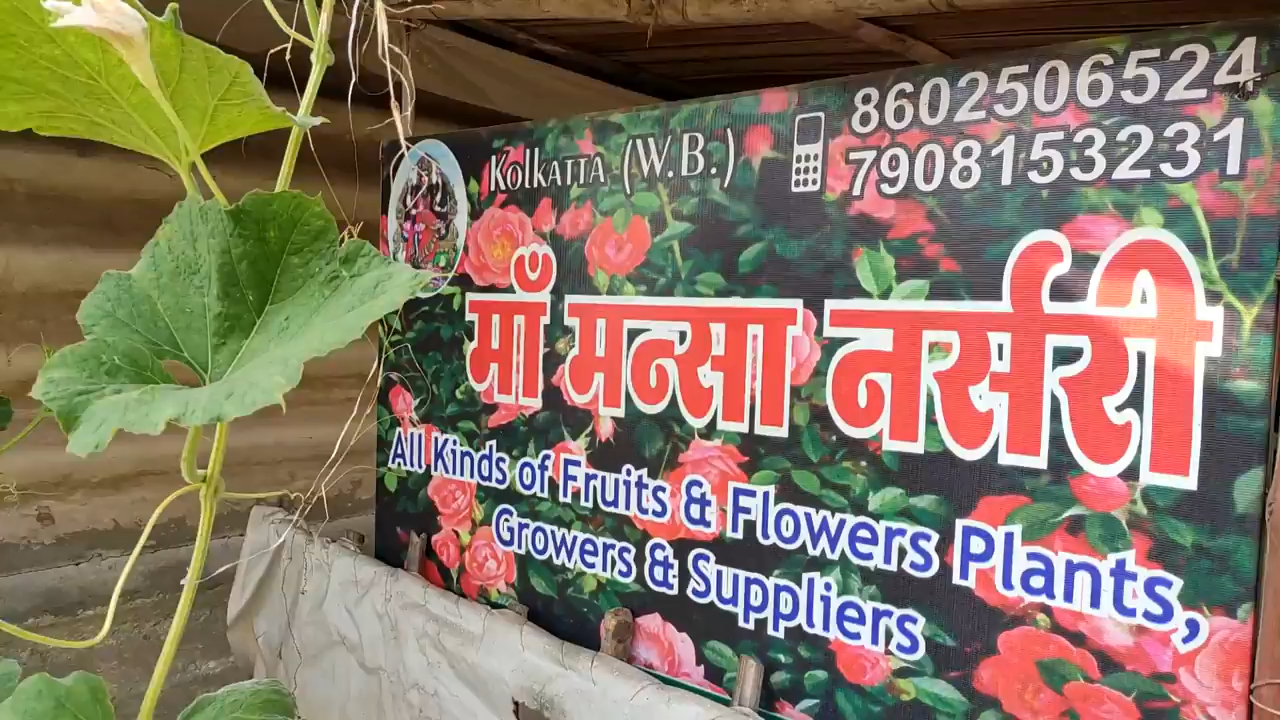 Kolkatta (W.B.)
8602506524
7908153231
माँ मन्सा नर्सरी
All Kinds of Fruits & Flowers Plants,
Growers & Suppliers